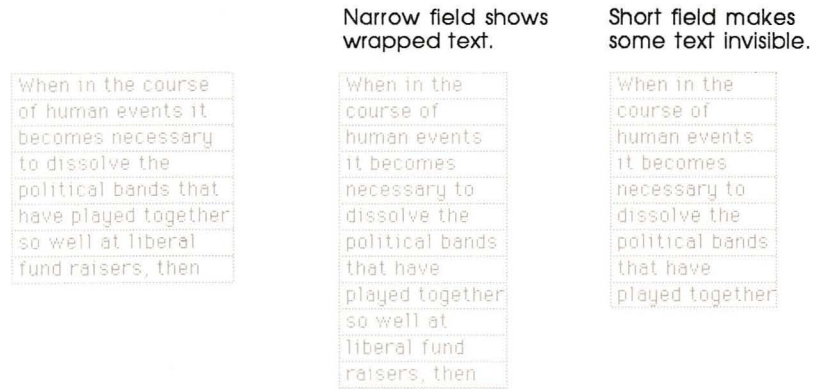 Narrow field shows
wrapped text.
Short field makes
some text invisible.
When in the course
of human events it
becomes necessary
to dissolve the
political bands that
have played together
so well at liberal
fund raisers, then
When in the
course of
human events
it becomes
necessary to
dissolve the
political bands
that have
played together
so well at
liberal fund
raisers, then
When in the
course of
human events
it becomes
necessary to
dissolve the
political bands
that have
played together